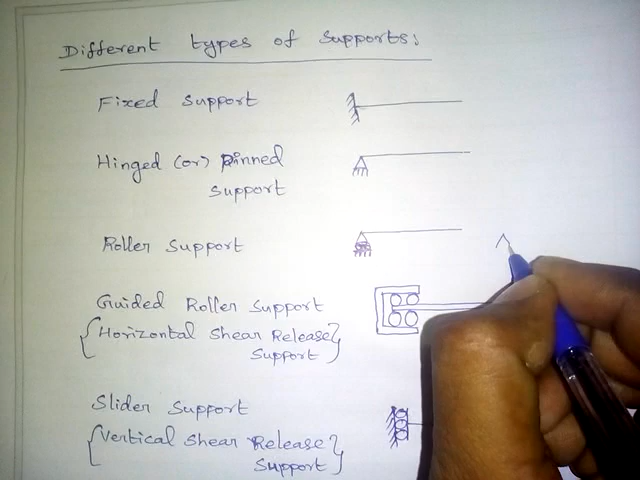 Different types of supports:
Fixed support
Hinged (or) Pinned
support
Roller support
Guided Roller Support
{Horizontal Shear Release}
Support
Slider Support
{Vertical Shear Release}
Support